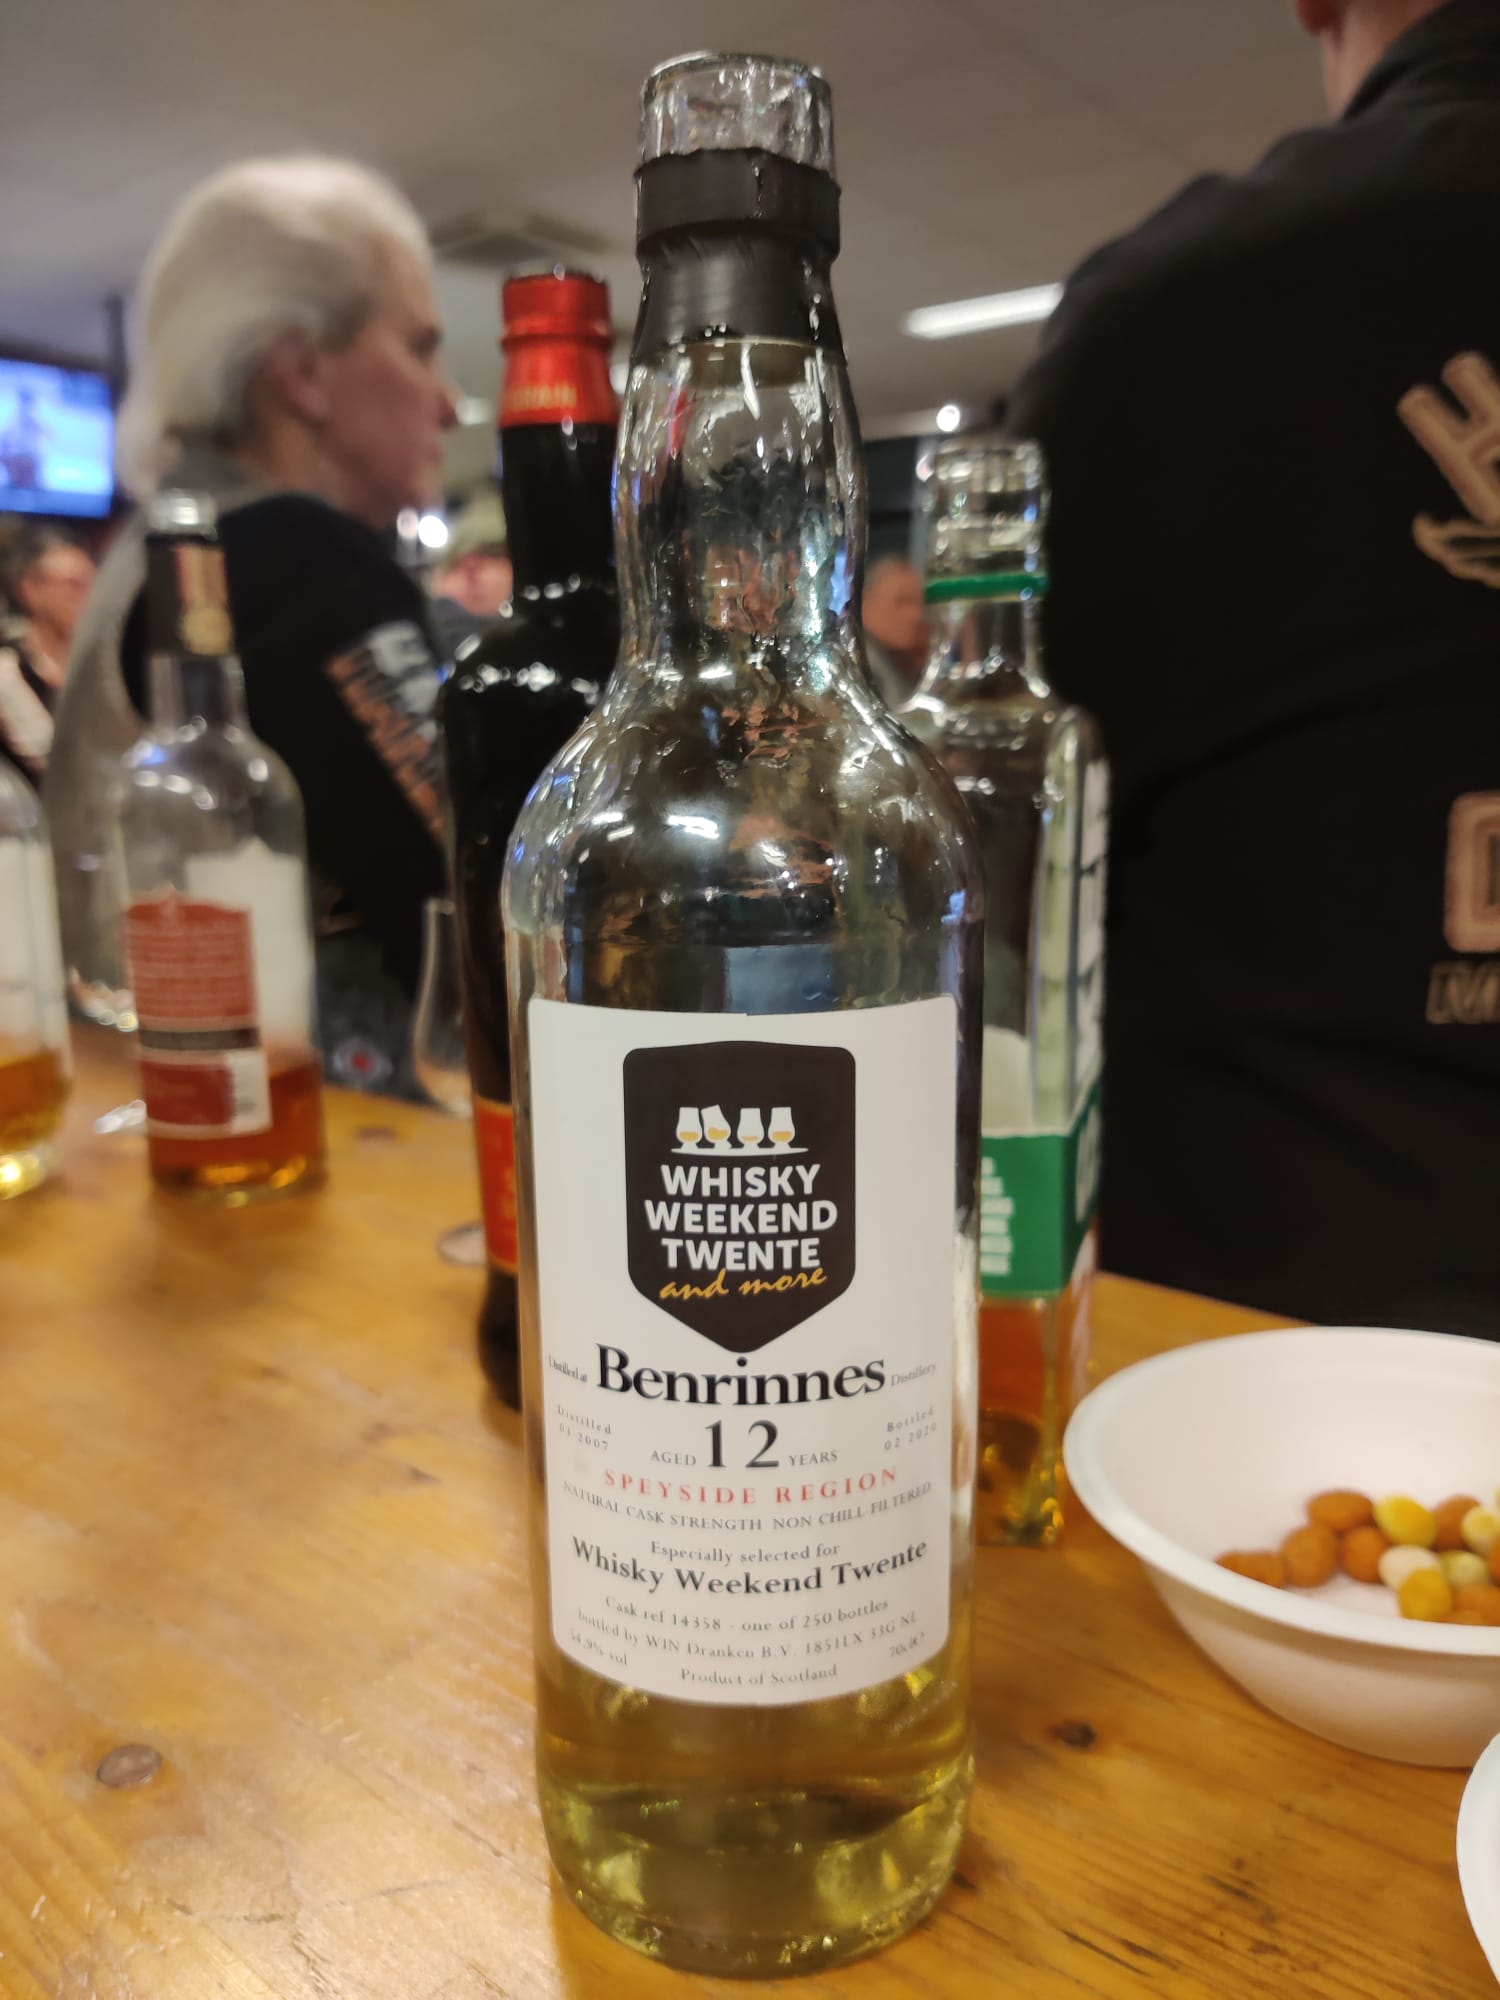 WHISKY
WEEKEND
TWENTE
and more
Distilled at Benrinnes Distillery
Distilled
03 2007
AGED 12 YEARS
Bottled
02 2020
SPEYSIDE REGION
NATURAL CASK STRENGTH NON CHILL FILTERED
Especially selected for
Whisky Weekend Twente
Cask ref 14358 - one of 250 bottles
bottled by WIN Dranken B.V. 1851LX 33G NL
54,9% vol
70cl
Product of Scotland